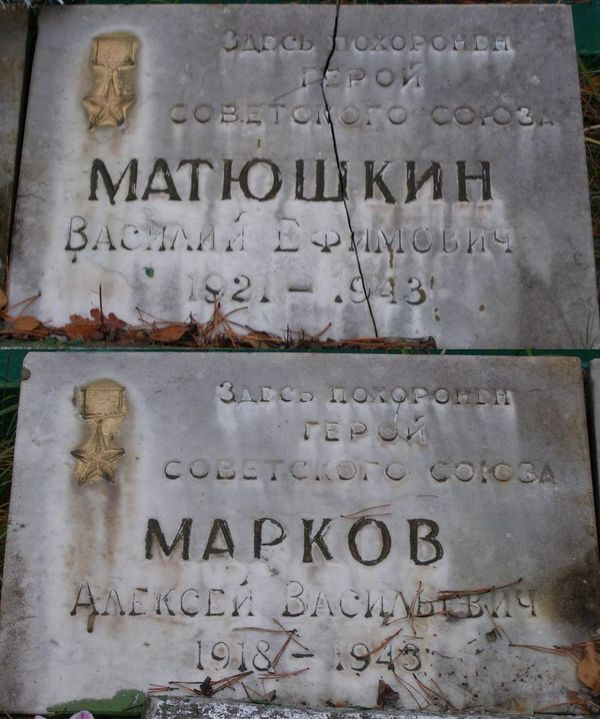 Здесь похоронен
ГЕРОЙ
СОВЕТСКОГО СОЮЗА
МАТЮШКИН
ВАСИЛИЙ ЕФИМОВИЧ
1921 – 1943
Здесь похоронен
ГЕРОЙ
СОВЕТСКОГО СОЮЗА
МАРКОВ
АЛЕКСЕЙ ВАСИЛЬЕВИЧ
1918 – 1943